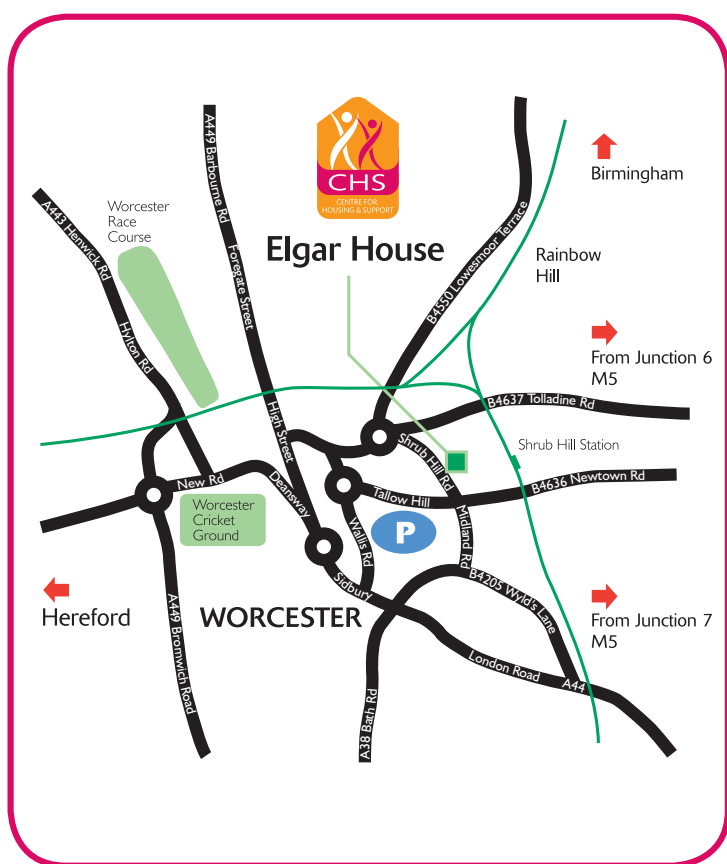 CHS
CENTRE FOR
HOUSING & SUPPORT
Elgar House
Birmingham
Rainbow
Hill
From Junction 6
M5
Worcester
Race
Course
A443 Henwick Rd
Hylton Rd
A449 Barbourne Rd
Foregate Street
High Street
B4550 Lowesmoor Terrace
B4637 Tolladine Rd
Shrub Hill Station
Shrub Hill Rd
B4636 Newtown Rd
Tallow Hill
New Rd
Deansway
Worcester
Cricket
Ground
P
Wallis Rd
Midland Rd
Sidbury
B4205 Wyld's Lane
Hereford
WORCESTER
From Junction 7
M5
A449 Bromwich Road
A38 Bath Rd
London Road
A44